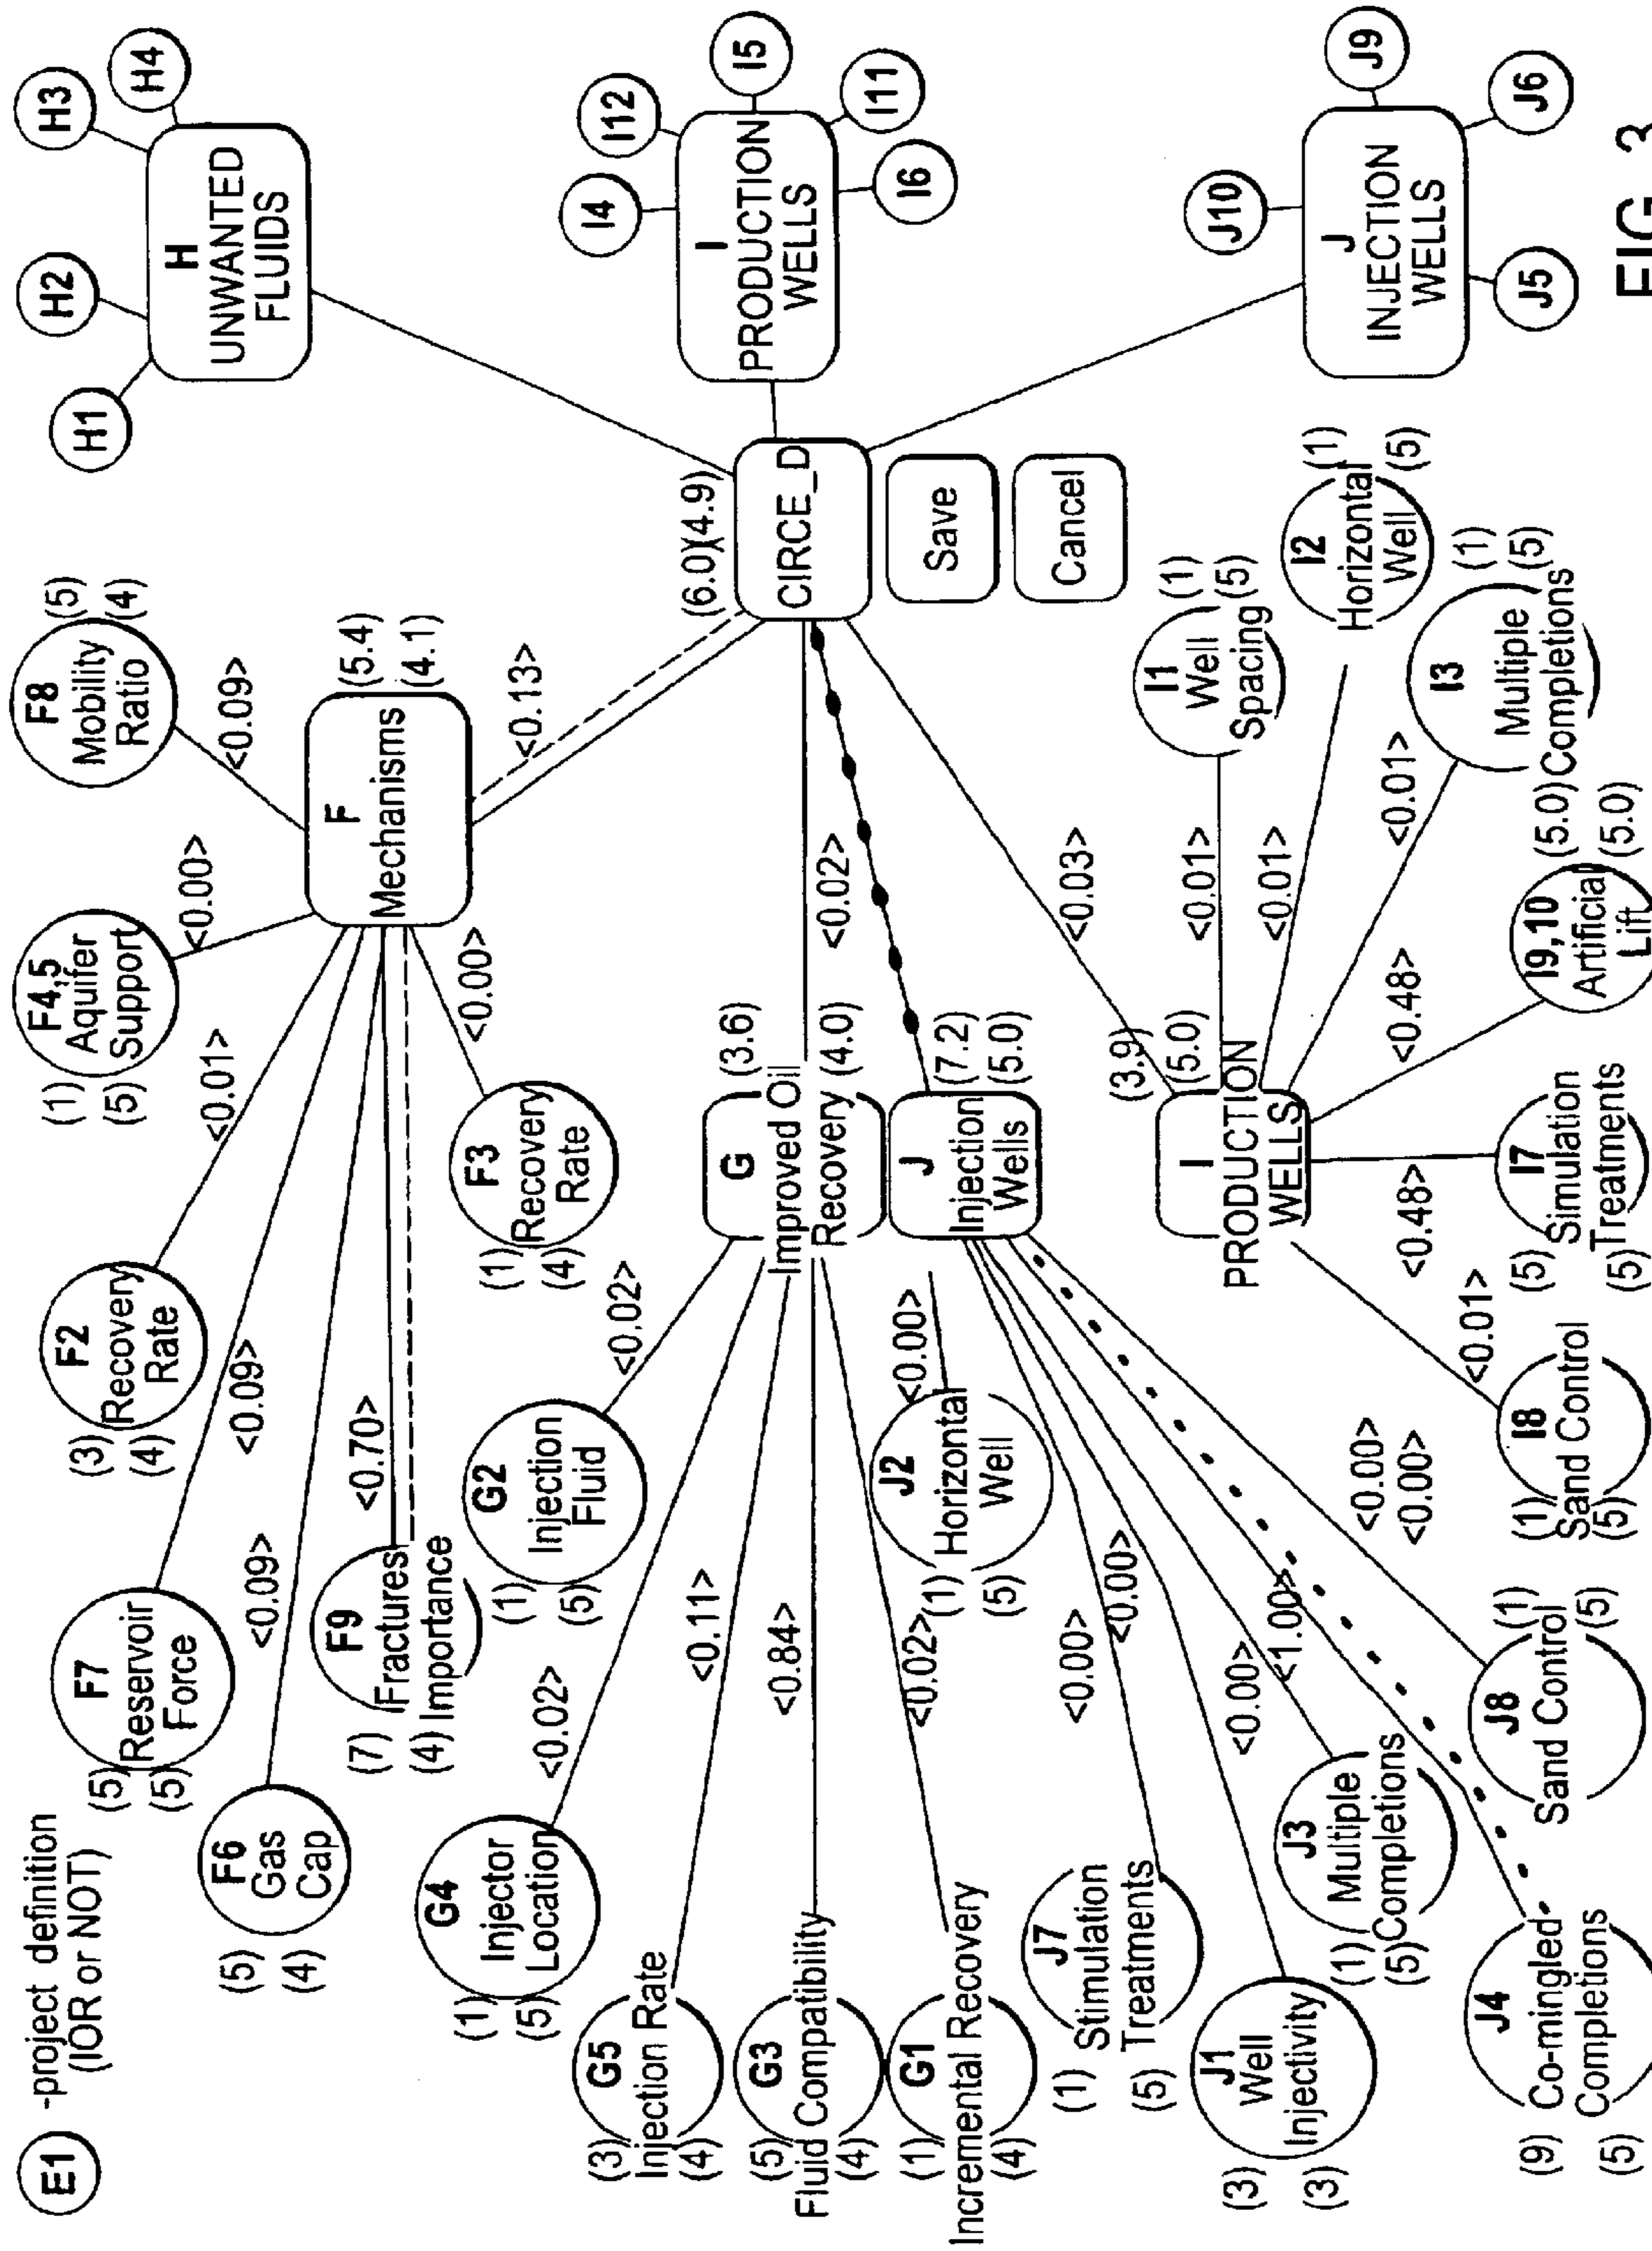 E1
-project definition
(IOR or NOT)
F7
Reservoir
Force
(5)
(5)
<0.09>
F2
Recovery
Rate
(3)
(4)
<0.01>
F4,5
Aquifer
Support
(1)
(5)
<0.00>
F8
Mobility
Ratio
(5)
(4)
<0.09>
F6
Gas
Cap
(5)
(4)
<0.09>
F9
Fractures
Importance
(7)
(4)
<0.70>
F3
Recovery
Rate
(1)
(4)
<0.00>
F
Mechanisms
(5.4)
(4.1)
<0.13>
H1
H2
H3
H4
H
UNWANTED
FLUIDS
G4
Injector
Location
(1)
(5)
<0.02>
G2
Injection
Fluid
(1)
(5)
<0.02>
G5
Injection Rate
(3)
(4)
<0.11>
G3
Fluid Compatibility
(5)
(4)
<0.84>
G1
Incremental Recovery
(1)
(4)
<0.02>
G
Improved Oil
Recovery
(3.6)
(4.0)
<0.02>
(6.0)(4.9)
CIRCE_D
Save
Cancel
I4
I12
I5
I11
I6
I
PRODUCTION
WELLS
J
Injection
Wells
(7.2)
(5.0)
J2
Horizontal
Well
(1)
(5)
<0.00>
J7
Stimulation
Treatments
(1)
(5)
<0.00>
J1
Well
Injectivity
(3)
(3)
<0.00>
J3
Multiple
Completions
(1)
(5)
<0.00>
J4
Co-mingled
Completions
(9)
(5)
<1.00>
J8
Sand Control
(1)
(5)
<0.00>
<0.00>
I
PRODUCTION
WELLS
(3.9)
(5.0)
<0.03>
I1
Well
Spacing
(1)
(5)
<0.01>
I2
Horizontal
Well
(1)
(5)
<0.01>
I3
Multiple
Completions
(1)
(5)
<0.01>
I9,10
Artificial
Lift
(5.0)
(5.0)
<0.48>
I7
Simulation
Treatments
(5)
(5)
<0.48>
I8
Sand Control
(1)
(5)
<0.01>
J10
J9
J6
J5
J
INJECTION
WELLS
FIG. 3